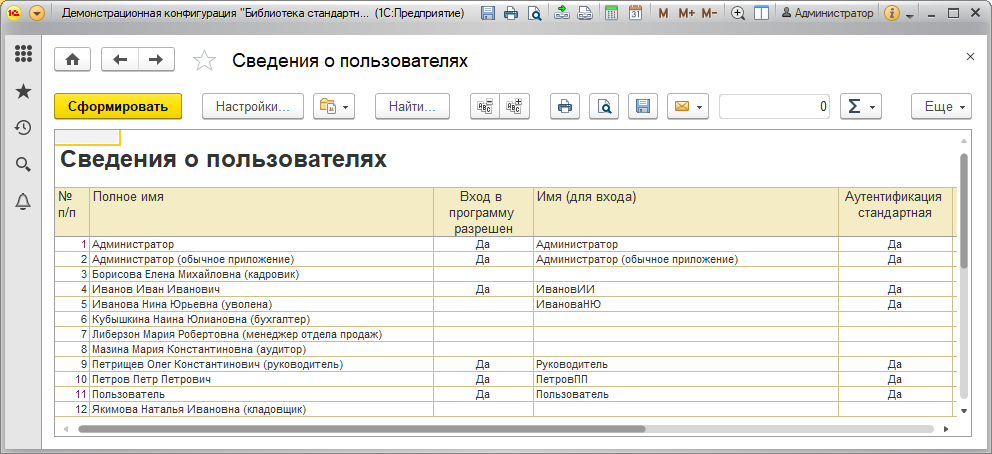 Демонстрационная конфигурация "Библиотека стандартн... (1С:Предприятие)
M M+ M-
Администратор
Сведения о пользователях
Сформировать
Настройки...
Найти...
0
Σ
Еще
Сведения о пользователях
№ п/п Полное имя Вход в программу разрешен Имя (для входа) Аутентификация стандартная
1 Администратор Да Администратор Да
2 Администратор (обычное приложение) Да Администратор (обычное приложение) Да
3 Борисова Елена Михайловна (кадровик)
4 Иванов Иван Иванович Да ИвановИИ Да
5 Иванова Нина Юрьевна (уволена) ИвановаНЮ Да
6 Кубышкина Наина Юлиановна (бухгалтер)
7 Либерзон Мария Робертовна (менеджер отдела продаж)
8 Мазина Мария Константиновна (аудитор)
9 Петрищев Олег Константинович (руководитель) Да Руководитель Да
10 Петров Петр Петрович Да ПетровПП Да
11 Пользователь Да Пользователь Да
12 Якимова Наталья Ивановна (кладовщик)